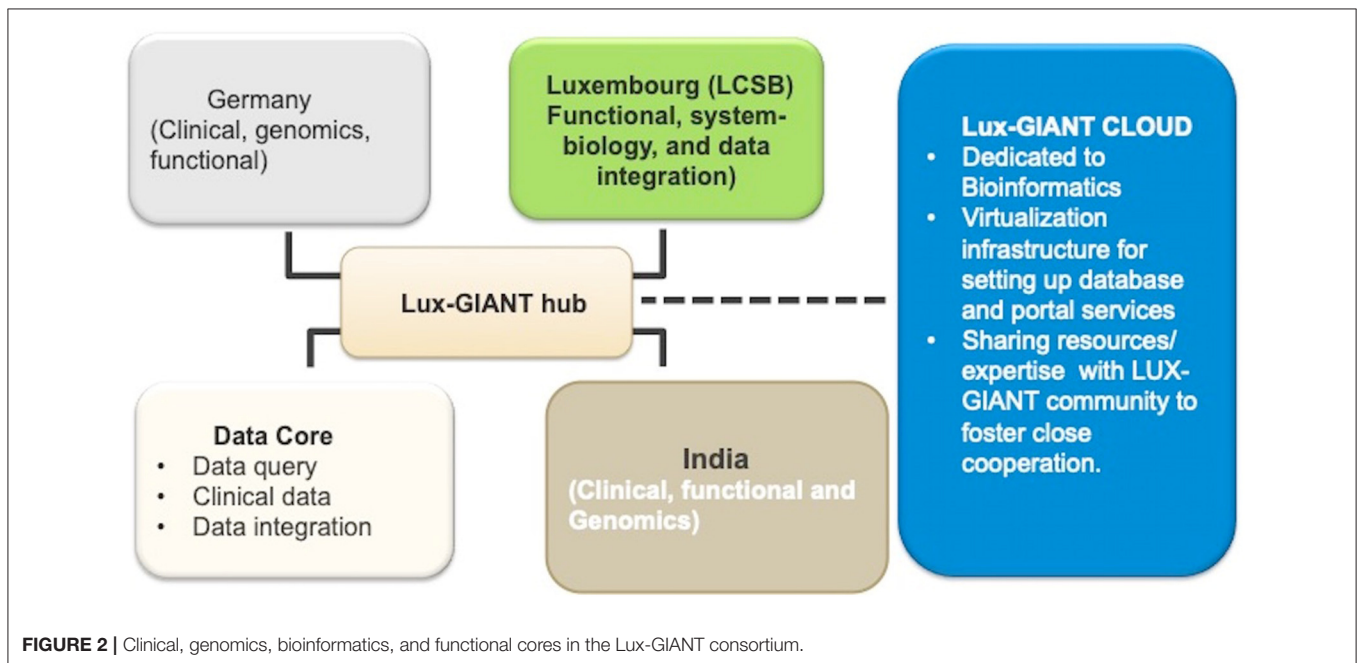 Germany
(Clinical, genomics,
functional)
Luxembourg (LCSB)
Functional, system-
biology, and data
integration)
Lux-GIANT hub
Data Core
• Data query
• Clinical data
• Data integration
India
(Clinical, functional and
Genomics)
Lux-GIANT CLOUD
• Dedicated to
Bioinformatics
• Virtualization
infrastructure for
setting up database
and portal services
• Sharing resources/
expertise with LUX-
GIANT community to
foster close
cooperation.
FIGURE 2 | Clinical, genomics, bioinformatics, and functional cores in the Lux-GIANT consortium.